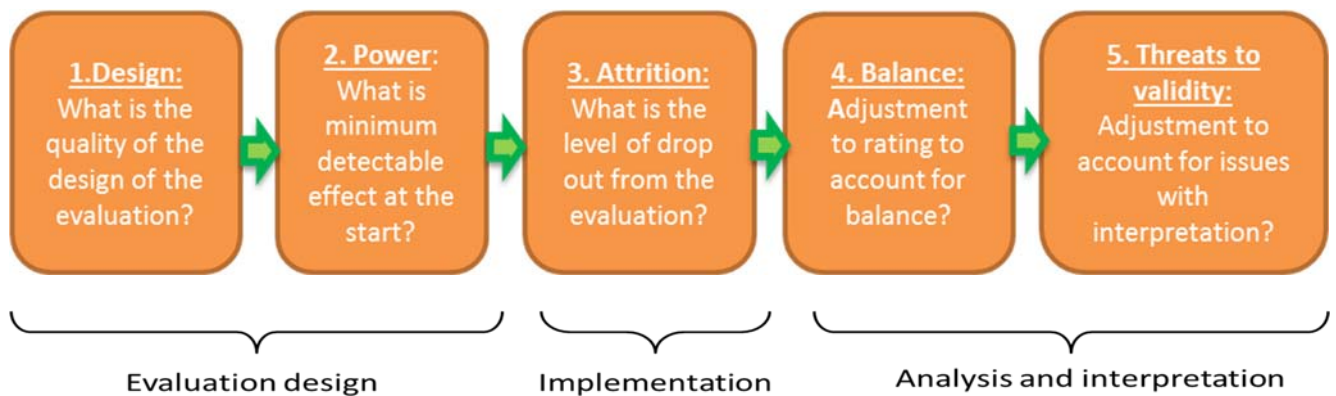 1.Design:
What is the
quality of the
design of the
evaluation?
2. Power:
What is
minimum
detectable
effect at the
start?
3. Attrition:
What is the
level of drop
out from the
evaluation?
4. Balance:
Adjustment
to rating to
account for
balance?
5. Threats to
validity:
Adjustment to
account for issues
with
interpretation?
Evaluation design
Implementation
Analysis and interpretation